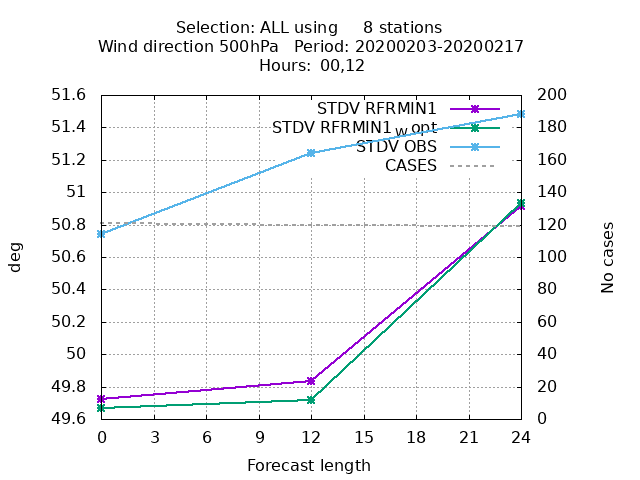 Selection: ALL using     8 stations
Wind direction 500hPa   Period: 20200203-20200217
Hours: 00,12
51.6
51.4
51.2
51
50.8
50.6
50.4
50.2
50
49.8
49.6
deg
STDV RFRMIN1
STDV RFRMIN1 w opt
STDV OBS
CASES
200
180
160
140
120
100
80
60
40
20
0
No cases
0 3 6 9 12 15 18 21 24
Forecast length